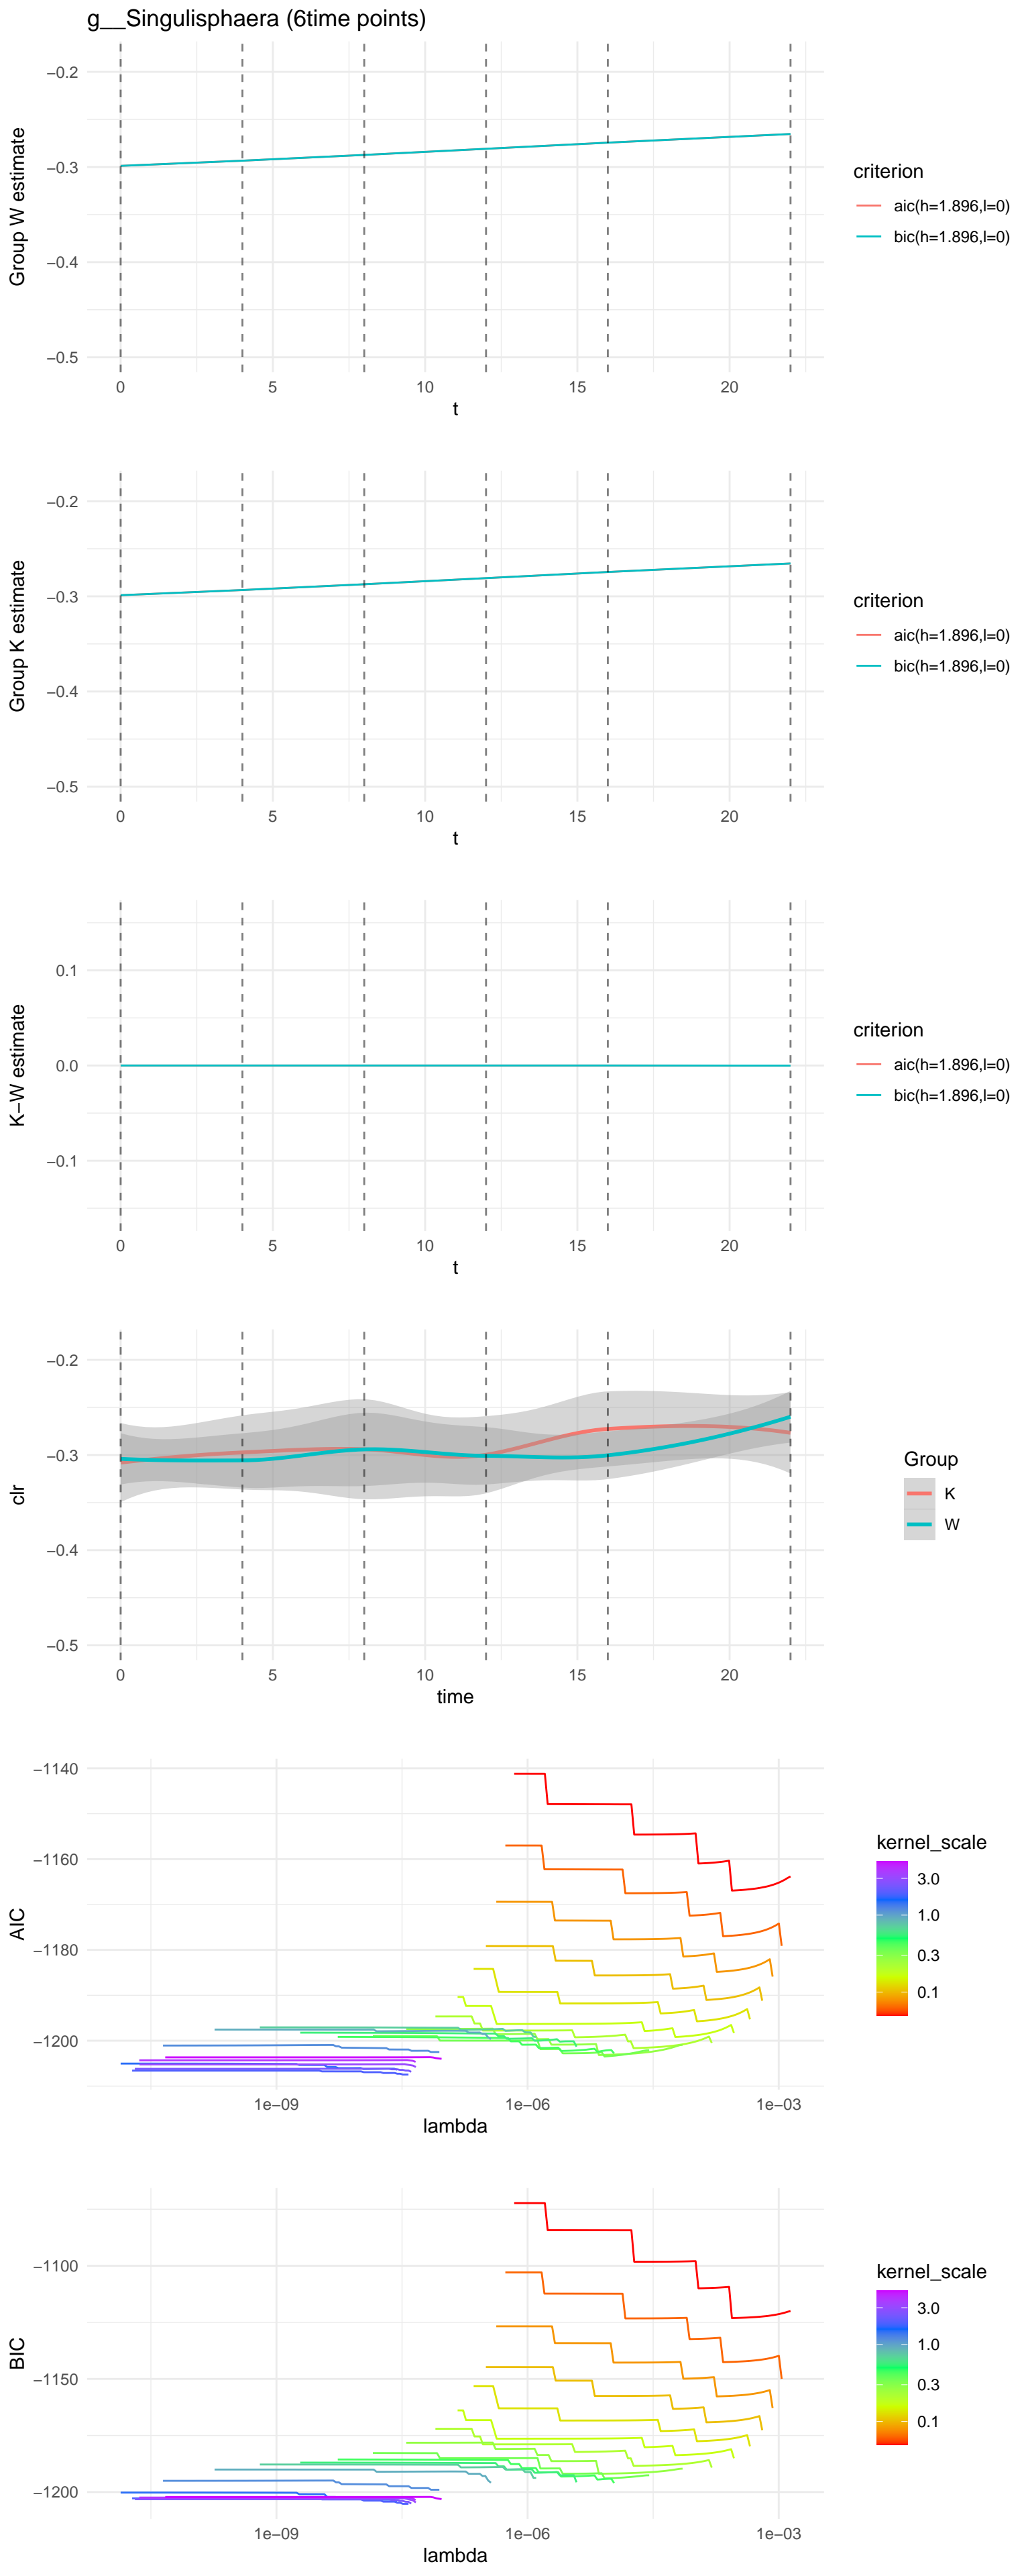 g__Singulisphaera (6time points)
−0.2
−0.3
−0.4
−0.5
Group W estimate
0 5 10 15 20
t
criterion
aic(h=1.896,l=0)
bic(h=1.896,l=0)
−0.2
−0.3
−0.4
−0.5
Group K estimate
0 5 10 15 20
t
criterion
aic(h=1.896,l=0)
bic(h=1.896,l=0)
0.1
0.0
−0.1
K−W estimate
0 5 10 15 20
t
criterion
aic(h=1.896,l=0)
bic(h=1.896,l=0)
−0.2
−0.3
−0.4
−0.5
clr
0 5 10 15 20
time
Group
K
W
−1140
−1160
−1180
−1200
AIC
1e−09 1e−06 1e−03
lambda
kernel_scale
3.0
1.0
0.3
0.1
−1100
−1150
−1200
BIC
1e−09 1e−06 1e−03
lambda
kernel_scale
3.0
1.0
0.3
0.1